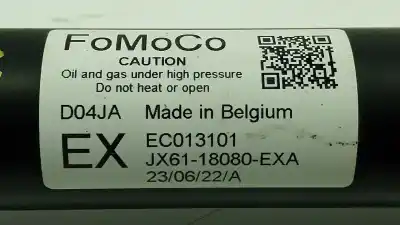 FoMoCo
CAUTION
Oil and gas under high pressure
Do not heat or open
D04JA Made in Belgium
EX
EC013101
JX61-18080-EXA
23/06/22/A